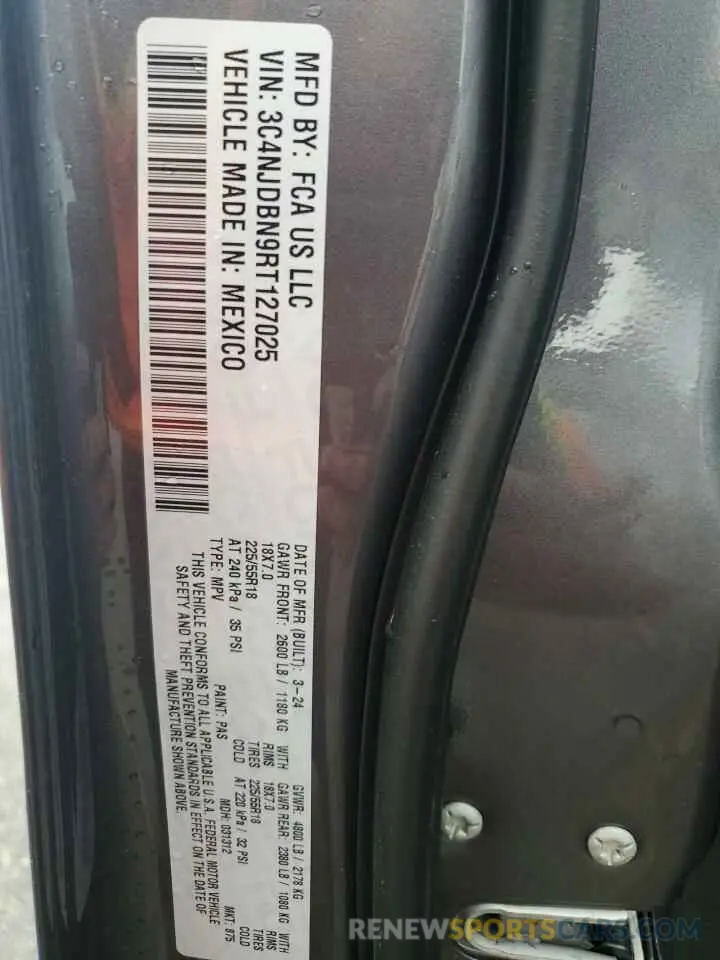 MFD BY: FCA US LLC
VIN: 3C4NJDBN9RT127025
VEHICLE MADE IN: MEXICO
DATE OF MFR (BUILT): 3-24 GVWR: 4800 LB / 2178 KG
GAWR FRONT: 2600 LB / 1180 KG WITH GAWR REAR: 2380 LB / 1080 KG WITH
18X7.0 RIMS 18X7.0 RIMS
225/55R18 TIRES 225/55R18 TIRES
AT 240 kPa / 35 PSI COLD AT 220 kPa / 32 PSI COLD
TYPE: MPV PAINT: PAS MDH: 031312 MKT: 875
THIS VEHICLE CONFORMS TO ALL APPLICABLE U.S.A. FEDERAL MOTOR VEHICLE
SAFETY AND THEFT PREVENTION STANDARDS IN EFFECT ON THE DATE OF
MANUFACTURE SHOWN ABOVE.
RENEWSPORTSCARS.COM